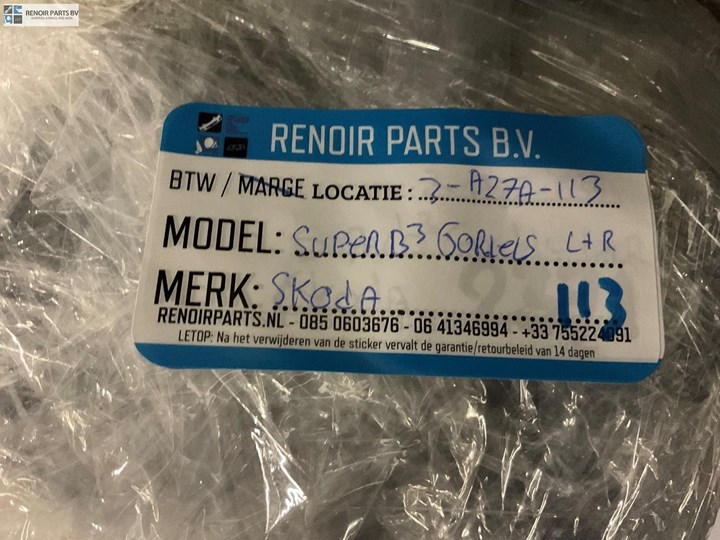 RENOIR PARTS BV
RENOIR PARTS B.V.
BTW / MARGE LOCATIE : 3-A27A-113
MODEL: SUPERB³ GORdels L+R
MERK: SKOdA
113
RENOIRPARTS.NL - 085 0603676 - 06 41346994 - +33 755224091
LETOP: Na het verwijderen van de sticker vervalt de garantie/retourbeleid van 14 dagen